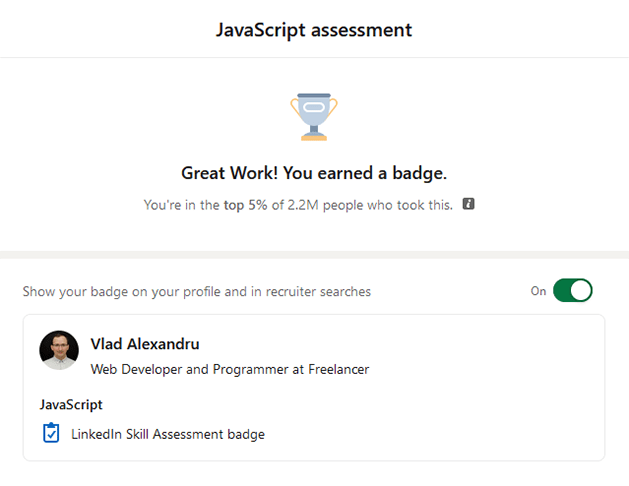 JavaScript assessment
Great Work! You earned a badge.
You're in the top 5% of 2.2M people who took this. i
Show your badge on your profile and in recruiter searches
On
Vlad Alexandru
Web Developer and Programmer at Freelancer
JavaScript
LinkedIn Skill Assessment badge